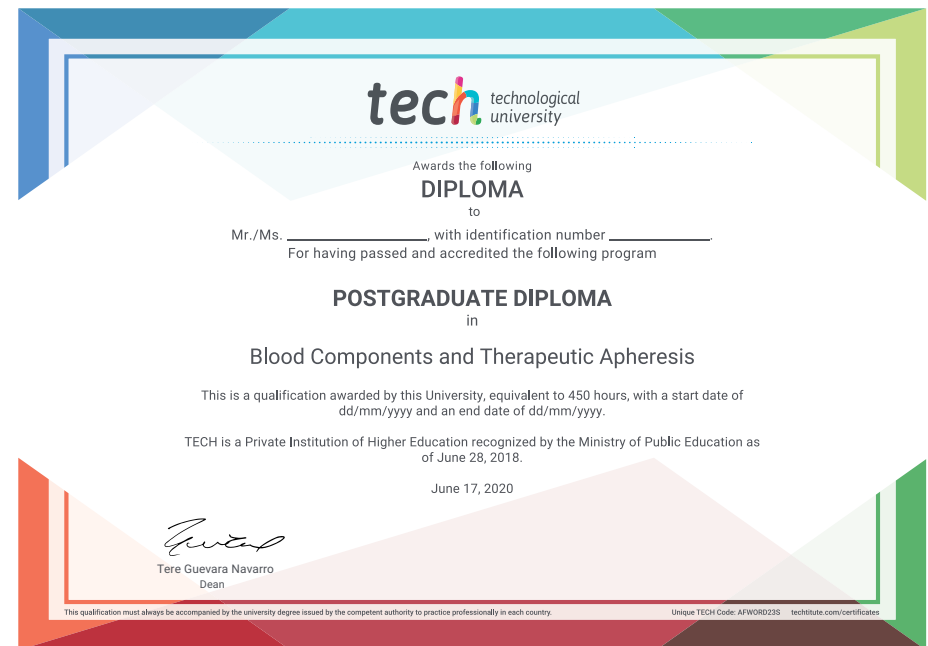 tech technological
university
Awards the following
DIPLOMA
to
Mr./Ms. ____________________, with identification number ______________.
For having passed and accredited the following program
POSTGRADUATE DIPLOMA
in
Blood Components and Therapeutic Apheresis
This is a qualification awarded by this University, equivalent to 450 hours, with a start date of
dd/mm/yyyy and an end date of dd/mm/yyyy.
TECH is a Private Institution of Higher Education recognized by the Ministry of Public Education as
of June 28, 2018.
June 17, 2020
Tere Guevara Navarro
Dean
This qualification must always be accompanied by the university degree issued by the competent authority to practice professionally in each country. Unique TECH Code: AFWORD23S techtitute.com/certificates